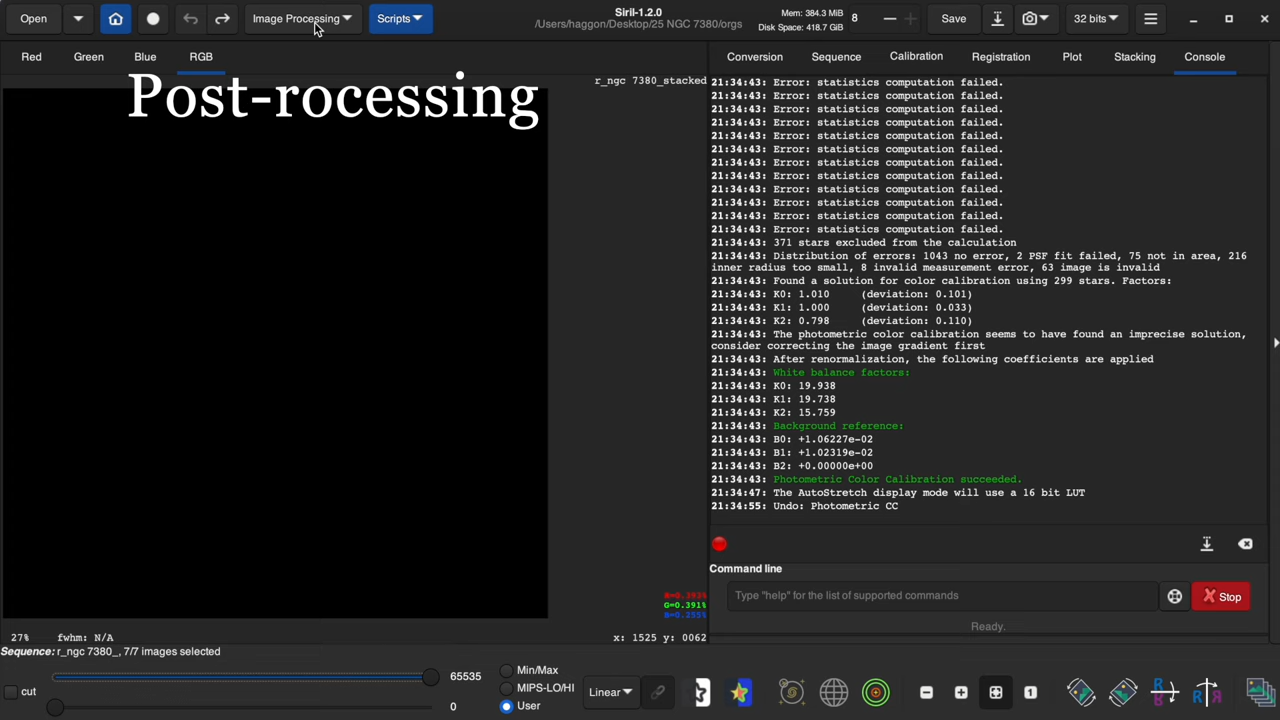 Open
Image Processing
Scripts
Siril-1.2.0
/Users/haggon/Desktop/25 NGC 7380/orgs
Mem: 384.3 MiB
Disk Space: 418.7 GiB
8
Save
32 bits
Red
Green
Blue
RGB
Conversion
Sequence
Calibration
Registration
Plot
Stacking
Console
r_ngc 7380_stacked
Post-rocessing
21:34:43: Error: statistics computation failed.
21:34:43: Error: statistics computation failed.
21:34:43: Error: statistics computation failed.
21:34:43: Error: statistics computation failed.
21:34:43: Error: statistics computation failed.
21:34:43: Error: statistics computation failed.
21:34:43: Error: statistics computation failed.
21:34:43: Error: statistics computation failed.
21:34:43: Error: statistics computation failed.
21:34:43: Error: statistics computation failed.
21:34:43: Error: statistics computation failed.
21:34:43: Error: statistics computation failed.
21:34:43: 371 stars excluded from the calculation
21:34:43: Distribution of errors: 1043 no error, 2 PSF fit failed, 75 not in area, 216
inner radius too small, 8 invalid measurement error, 63 image is invalid
21:34:43: Found a solution for color calibration using 299 stars. Factors:
21:34:43: K0: 1.010 (deviation: 0.101)
21:34:43: K1: 1.000 (deviation: 0.033)
21:34:43: K2: 0.798 (deviation: 0.110)
21:34:43: The photometric color calibration seems to have found an imprecise solution,
consider correcting the image gradient first
21:34:43: After renormalization, the following coefficients are applied
21:34:43: White balance factors:
21:34:43: K0: 19.938
21:34:43: K1: 19.738
21:34:43: K2: 15.759
21:34:43: Background reference:
21:34:43: B0: +1.06227e-02
21:34:43: B1: +1.02319e-02
21:34:43: B2: +0.00000e+00
21:34:43: Photometric Color Calibration succeeded.
21:34:47: The AutoStretch display mode will use a 16 bit LUT
21:34:55: Undo: Photometric CC
Command line
Type "help" for the list of supported commands
Stop
Ready.
R=0.393%
G=0.391%
B=0.255%
27%
fwhm: N/A
x: 1525 y: 0062
Sequence: r_ngc 7380_, 7/7 images selected
cut
65535
0
Min/Max
MIPS-LO/HI
User
Linear
1